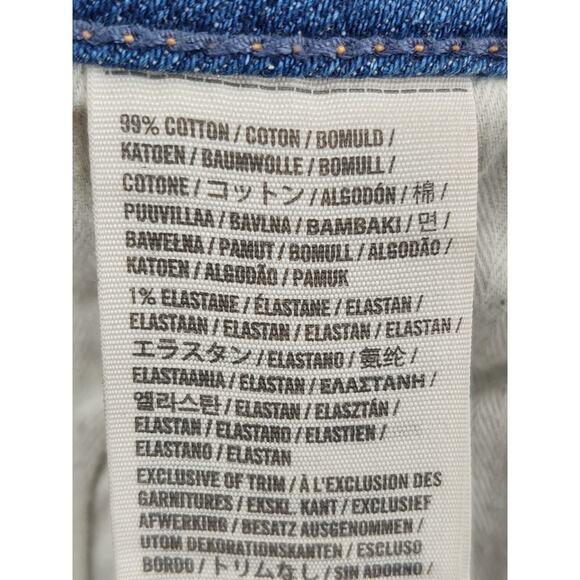 99% COTTON / COTON / BOMULD /
KATOEN / BAUMWOLLE / BOMULL /
COTONE / コットン / ALGODÓN / 棉 /
PUUVILLAA / BAVLNA / BAMBAKI / 면 /
BAWEŁNA / PAMUT / BOMULL / ALGODÃO /
KATOEN / ALGODÃO / PAMUK
1% ELASTANE / ÉLASTANE / ELASTAN /
ELASTAAN / ELASTAN / ELASTAN / ELASTAN /
エラスタン / ELASTANO / 氨纶 /
ELASTAANIA / ELASTAN / ΕΛΑΣΤΑΝΗ /
엘라스탄 / ELASTAN / ELASZTÁN /
ELASTAN / ELASTANO / ELASTIEN /
ELASTANO / ELASTAN
EXCLUSIVE OF TRIM / À L'EXCLUSION DES
GARNITURES / EKSKL. KANT / EXCLUSIEF
AFWERKING / BESATZ AUSGENOMMEN /
UTOM DEKORATIONSKANTEN / ESCLUSO
BORDO / トリムなし / SIN ADORNO /